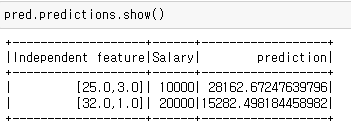 pred.predictions.show()
+-------------------+------+------------------+
|Independent feature|Salary|        prediction|
+-------------------+------+------------------+
|         [25.0,3.0]| 10000| 28162.67247639796|
|         [32.0,1.0]| 20000|15282.498184458982|
+-------------------+------+------------------+